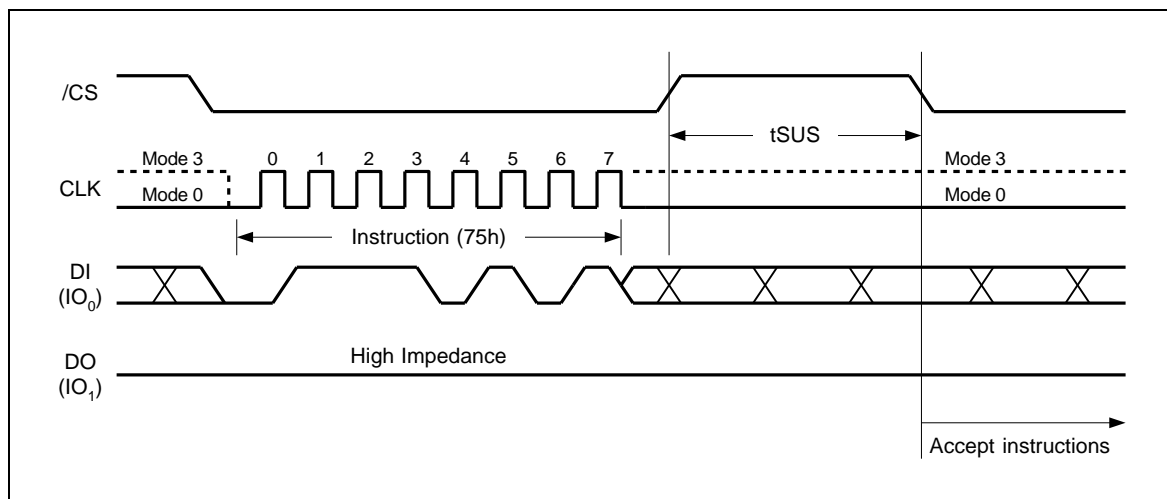 /CS
tSUS
Mode 3 0 1 2 3 4 5 6 7 Mode 3
CLK
Mode 0 Mode 0
Instruction (75h)
DI
(IO₀)
High Impedance
DO
(IO₁)
Accept instructions